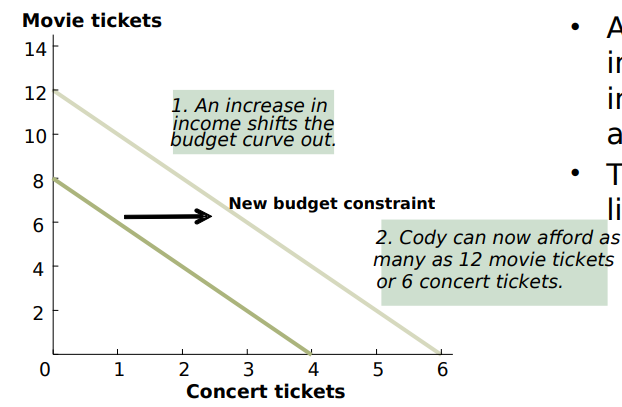 Movie tickets
14
12
10
8
6
4
2
0 1 2 3 4 5 6
Concert tickets
1. An increase in
income shifts the
budget curve out.
New budget constraint
2. Cody can now afford as
many as 12 movie tickets
or 6 concert tickets.
•
•